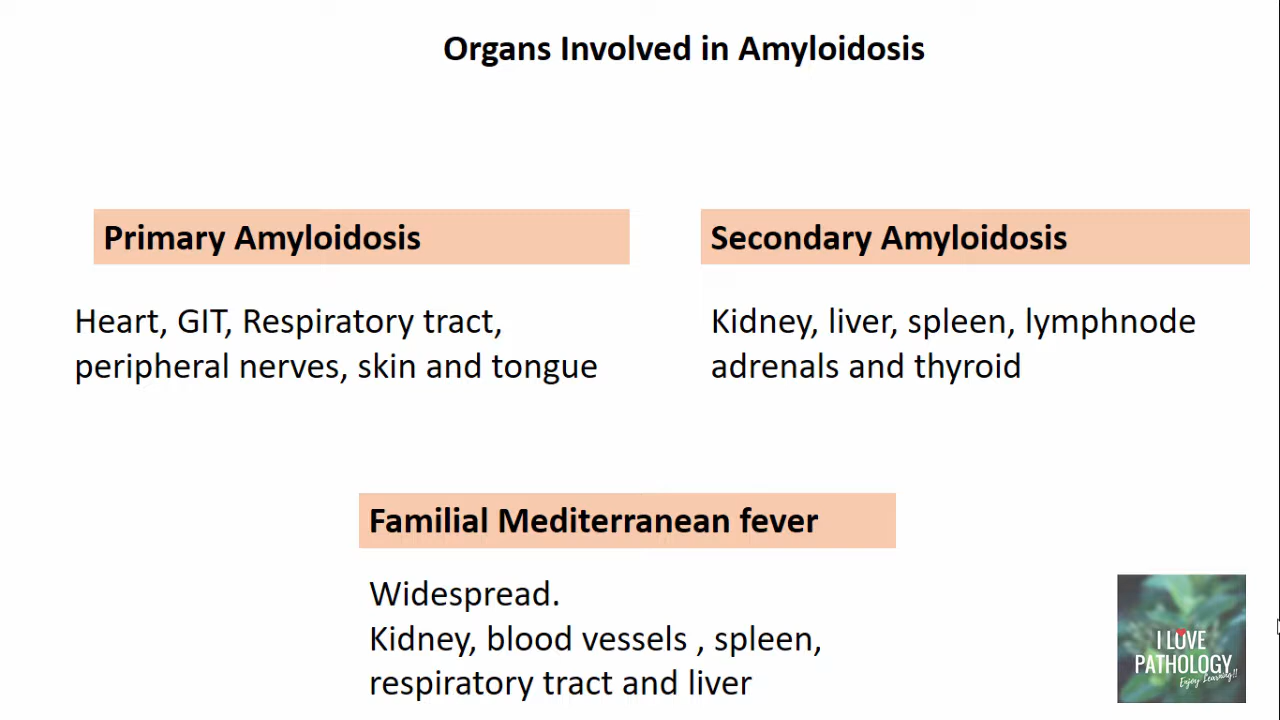 Organs Involved in Amyloidosis
Primary Amyloidosis
Heart, GIT, Respiratory tract,
peripheral nerves, skin and tongue
Secondary Amyloidosis
Kidney, liver, spleen, lymphnode
adrenals and thyroid
Familial Mediterranean fever
Widespread.
Kidney, blood vessels , spleen,
respiratory tract and liver
I LOVE
PATHOLOGY
Enjoy Learning!!